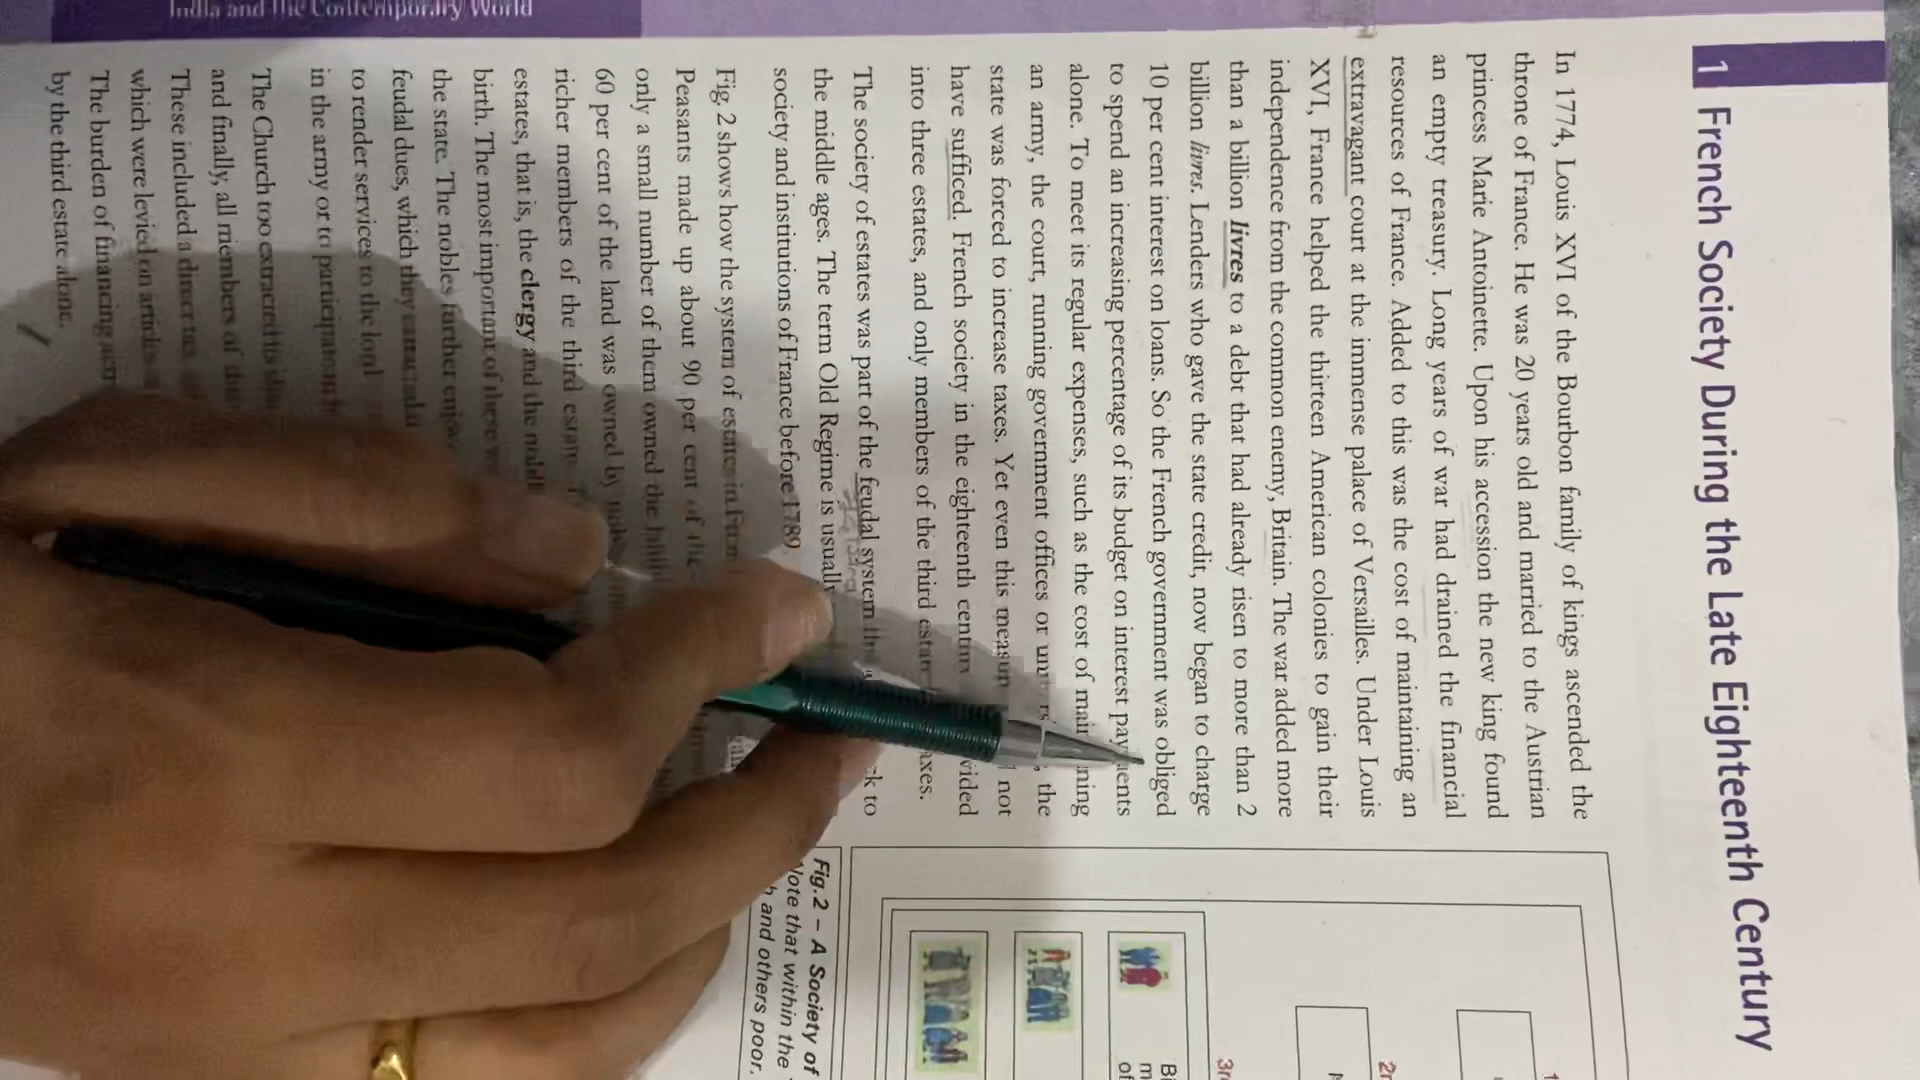 India and the Contemporary World
1 French Society During the Late Eighteenth Century
In 1774, Louis XVI of the Bourbon family of kings ascended the
throne of France. He was 20 years old and married to the Austrian
princess Marie Antoinette. Upon his accession the new king found
an empty treasury. Long years of war had drained the financial
resources of France. Added to this was the cost of maintaining an
extravagant court at the immense palace of Versailles. Under Louis
XVI, France helped the thirteen American colonies to gain their
independence from the common enemy, Britain. The war added more
than a billion livres to a debt that had already risen to more than 2
billion livres. Lenders who gave the state credit, now began to charge
10 per cent interest on loans. So the French government was obliged
to spend an increasing percentage of its budget on interest payments
alone. To meet its regular expenses, such as the cost of maintaining
an army, the court, running government offices or the
state was forced to increase taxes. Yet even this measure not
have sufficed. French society in the eighteenth century divided
into three estates, and only members of the third estate taxes.
The society of estates was part of the feudal system back to
the middle ages. The term Old Regime is usually
society and institutions of France before 1789.
Fig. 2 shows how the system of estates in
Peasants made up about 90 per cent of
only a small number of them owned the
60 per cent of the land was owned by
richer members of the third estate.
estates, that is, the clergy and the
birth. The most important of these
the state. The nobles further
feudal dues, which they
to render services to the lord
in the army or to participate
The Church too extracted its
and finally, all members of
These included a direct tax,
which were levied on articles
The burden of financing
by the third estate alone.
Fig.2 – A Society of
Note that within the
and others poor.
1
2n
3r
Bi
m
of